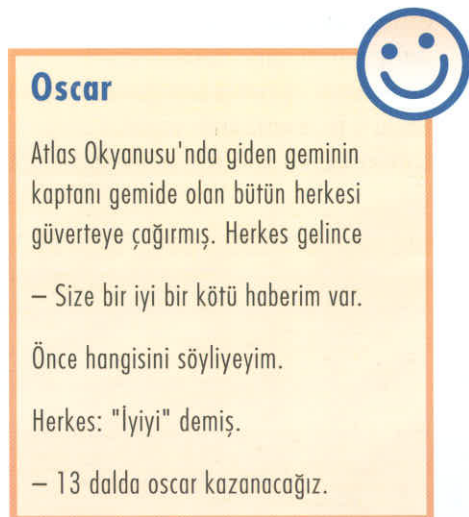 Oscar
Atlas Okyanusu'nda giden geminin
kaptanı gemide olan bütün herkesi
güverteye çağırmış. Herkes gelince
– Size bir iyi bir kötü haberim var.
Önce hangisini söyliyeyim.
Herkes: "İyiyi" demiş.
– 13 dalda oscar kazanacağız.